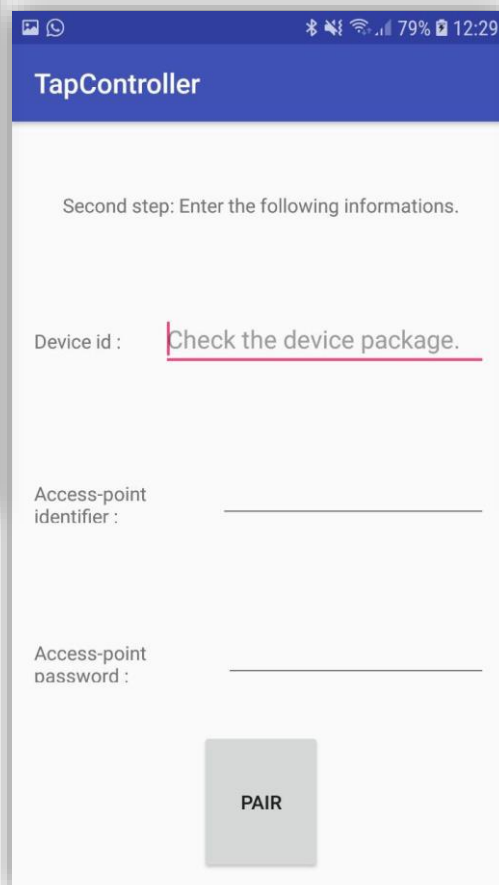 79% 12:29
TapController
Second step: Enter the following informations.
Device id : Check the device package.
Access-point
identifier :
Access-point
password :
PAIR